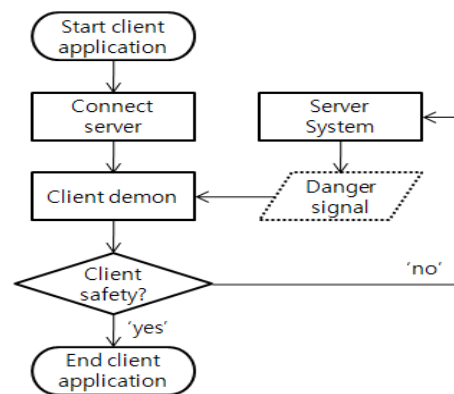 Start client
application
Connect
server
Server
System
Client demon
Danger
signal
Client
safety?
'no'
'yes'
End client
application